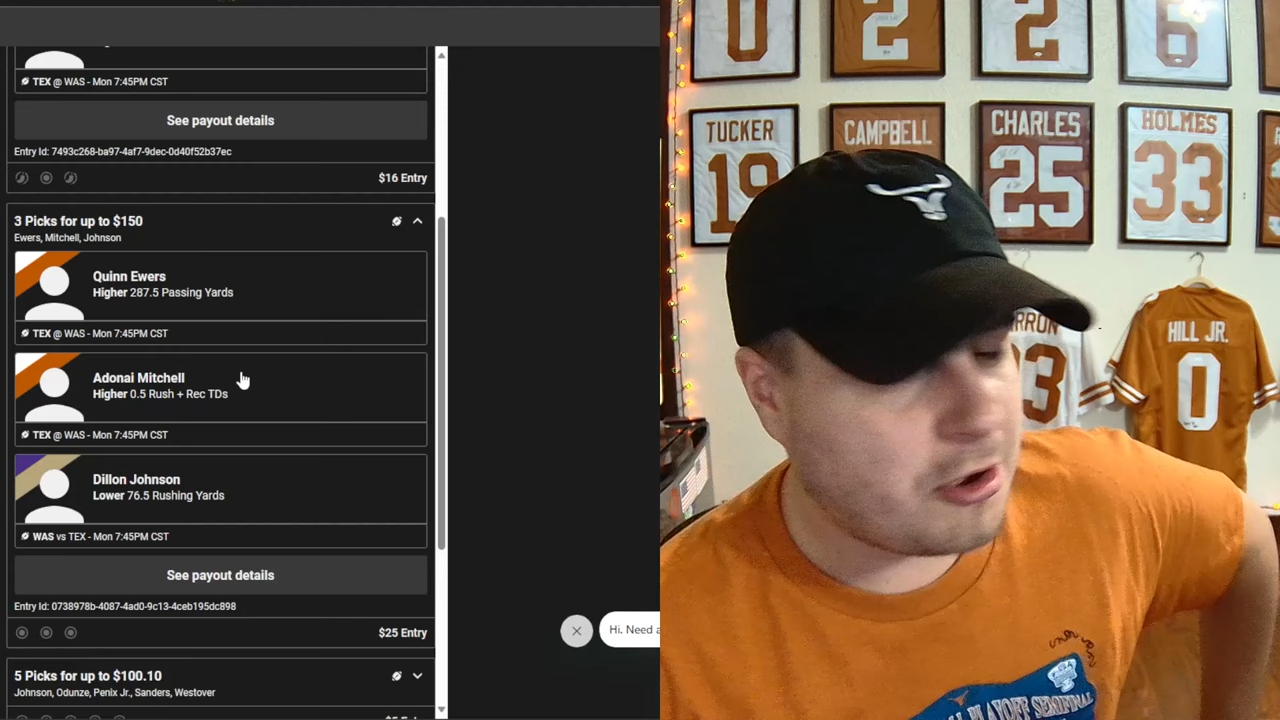 TEX @ WAS - Mon 7:45PM CST
See payout details
Entry Id: 7493c268-ba97-4af7-9dec-0d40f52b37ec
$16 Entry
3 Picks for up to $150
Ewers, Mitchell, Johnson
Quinn Ewers
Higher 287.5 Passing Yards
TEX @ WAS - Mon 7:45PM CST
Adonai Mitchell
Higher 0.5 Rush + Rec TDs
TEX @ WAS - Mon 7:45PM CST
Dillon Johnson
Lower 76.5 Rushing Yards
WAS vs TEX - Mon 7:45PM CST
See payout details
Entry Id: 0738978b-4087-4ad0-9c13-4ceb195dc898
$25 Entry
5 Picks for up to $100.10
Johnson, Odunze, Penix Jr., Sanders, Westover
Hi. Need
0
2
2
6
TUCKER
19
CAMPBELL
CHARLES
25
HOLMES
33
HILL JR.
0
PLAYOFF SEMIFINAL